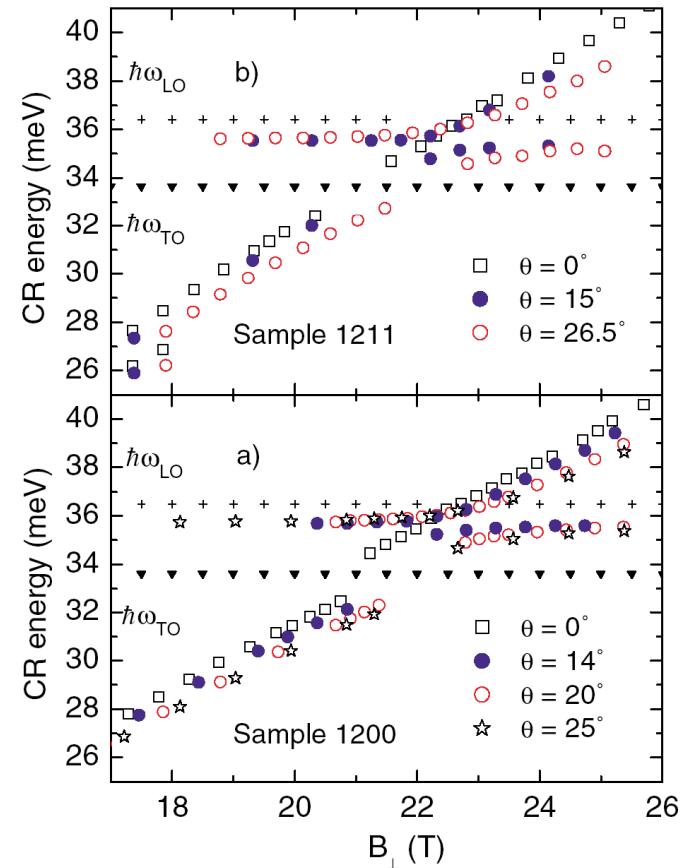 40
38
36
34
32
30
28
26
CR energy (meV)
ħω_LO
b)
ħω_TO
θ = 0°
θ = 15°
θ = 26.5°
Sample 1211
40
38
36
34
32
30
28
26
CR energy (meV)
ħω_LO
a)
ħω_TO
θ = 0°
θ = 14°
θ = 20°
θ = 25°
Sample 1200
18 20 22 24 26
B⊥ (T)